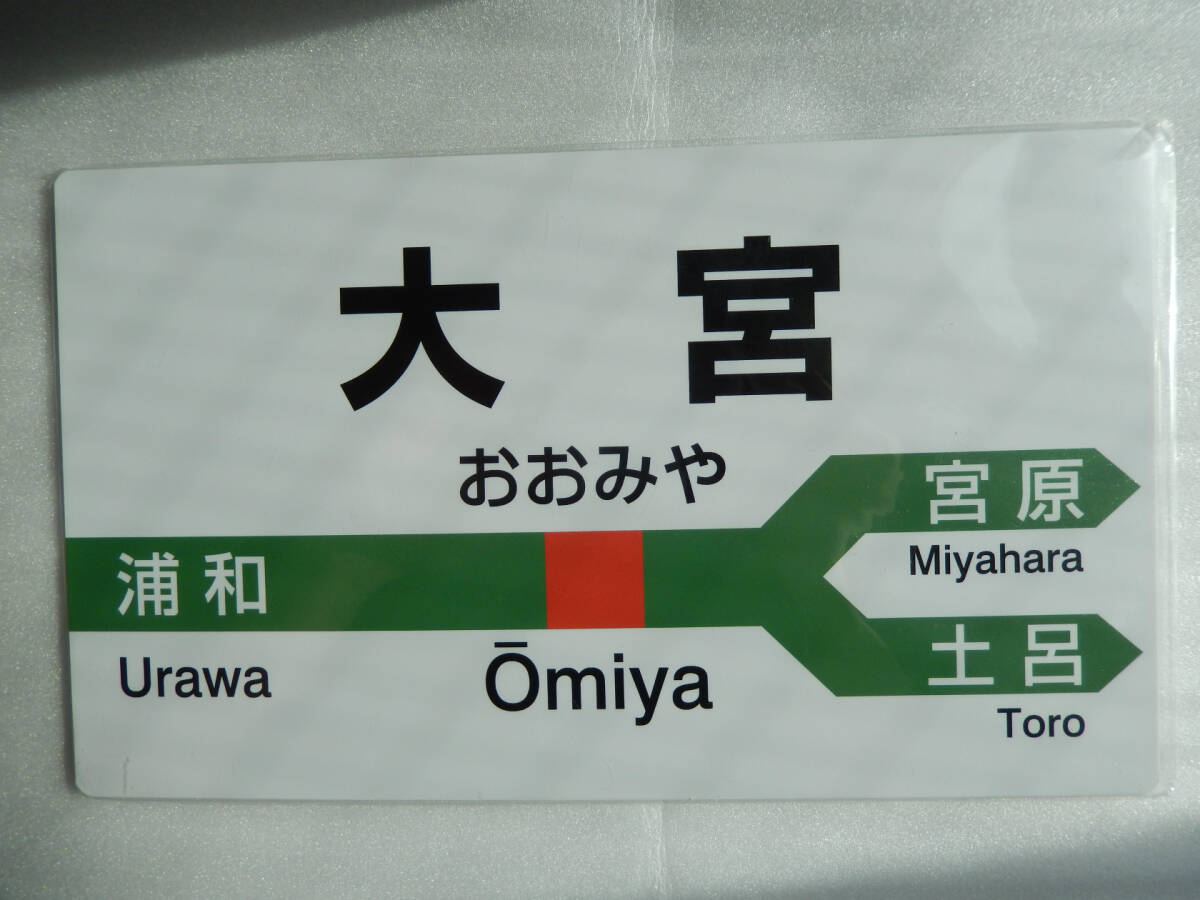 大宮
おおみや
宮原
Miyahara
浦和
Urawa
Ōmiya
土呂
Toro